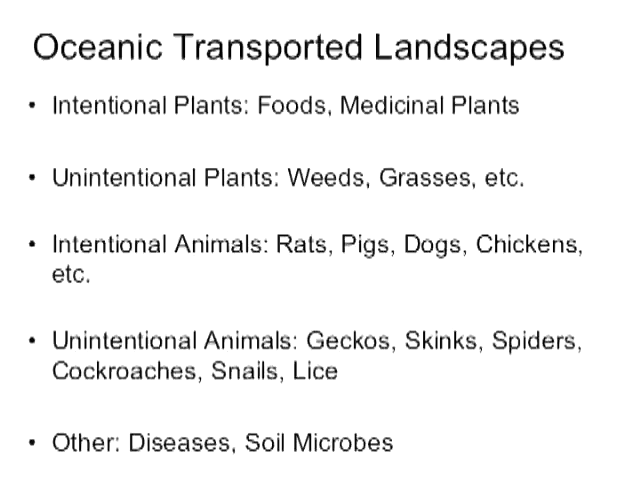 Oceanic Transported Landscapes
• Intentional Plants: Foods, Medicinal Plants
• Unintentional Plants: Weeds, Grasses, etc.
• Intentional Animals: Rats, Pigs, Dogs, Chickens,
etc.
• Unintentional Animals: Geckos, Skinks, Spiders,
Cockroaches, Snails, Lice
• Other: Diseases, Soil Microbes